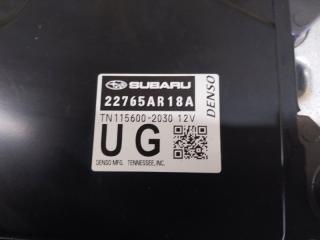 SUBARU
22765AR18A
TN115600-2030 12V
DENSO
UG
DENSO MFG. TENNESSEE, INC.